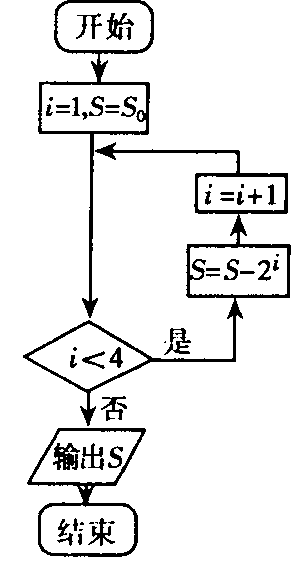 开始
i=1,S=S₀
i=i+1
S=S-2ⁱ
i<4
是
否
输出S
结束